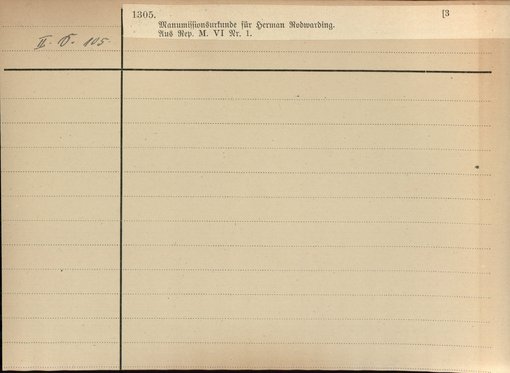 1305. [3
Manumissionsurkunde für Herman Rodwarding.
Aus Rep. M. VI Nr. 1.
II. D. 105